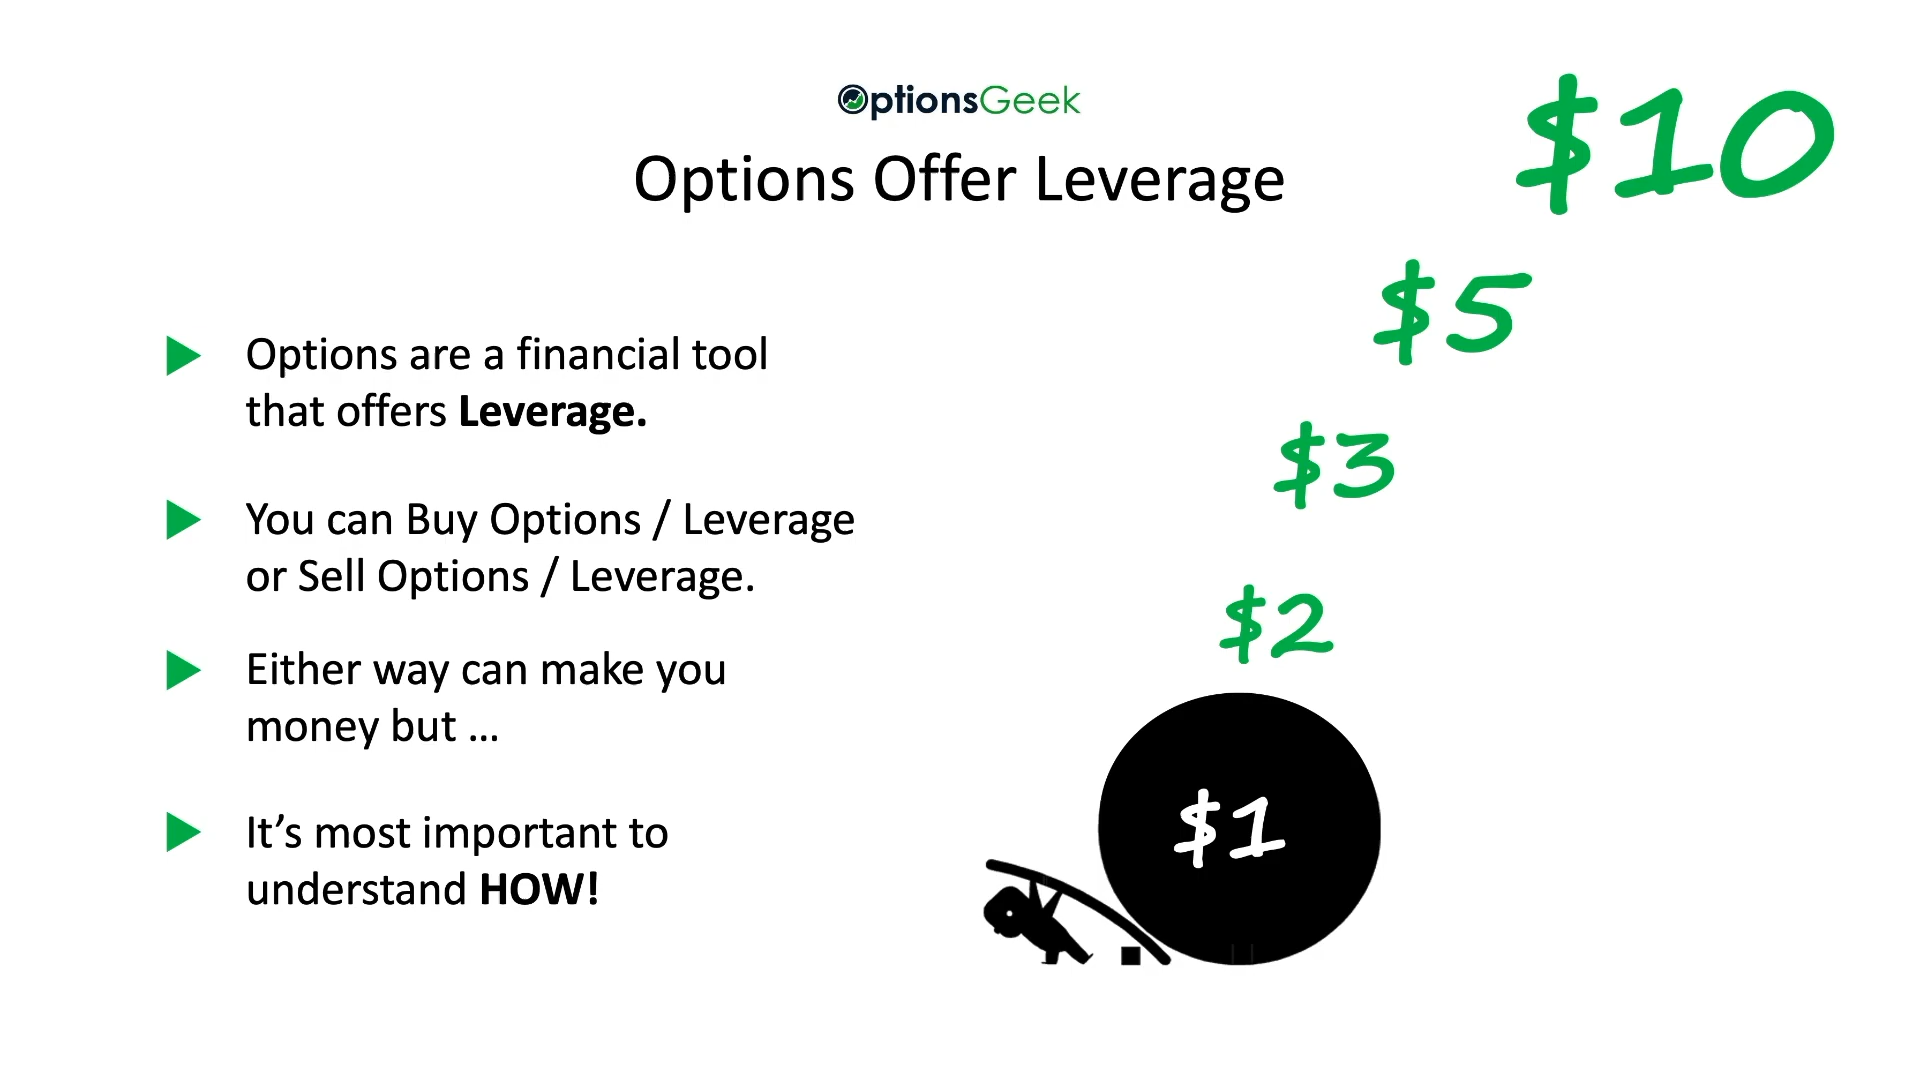 OptionsGeek
Options Offer Leverage
Options are a financial tool
that offers Leverage.
You can Buy Options / Leverage
or Sell Options / Leverage.
Either way can make you
money but ...
It’s most important to
understand HOW!
$10
$5
$3
$2
$1